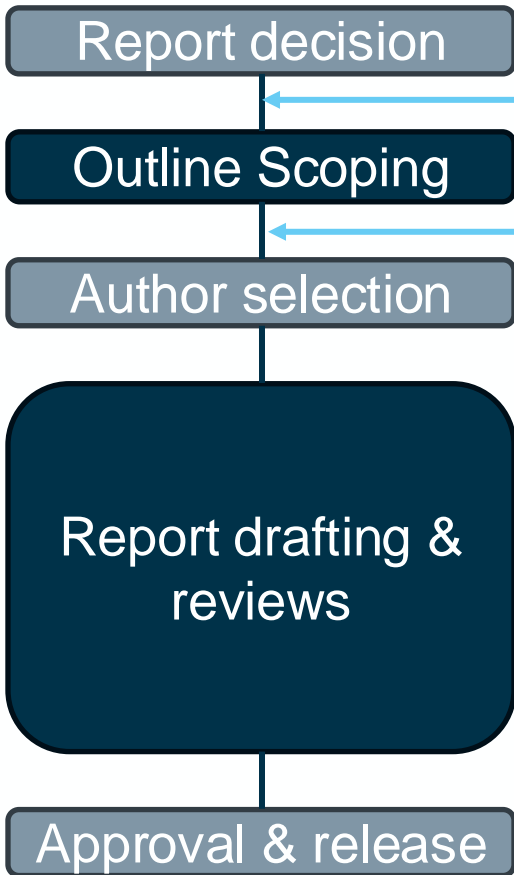 Report decision
Outline Scoping
Author selection
Report drafting &
reviews
Approval & release